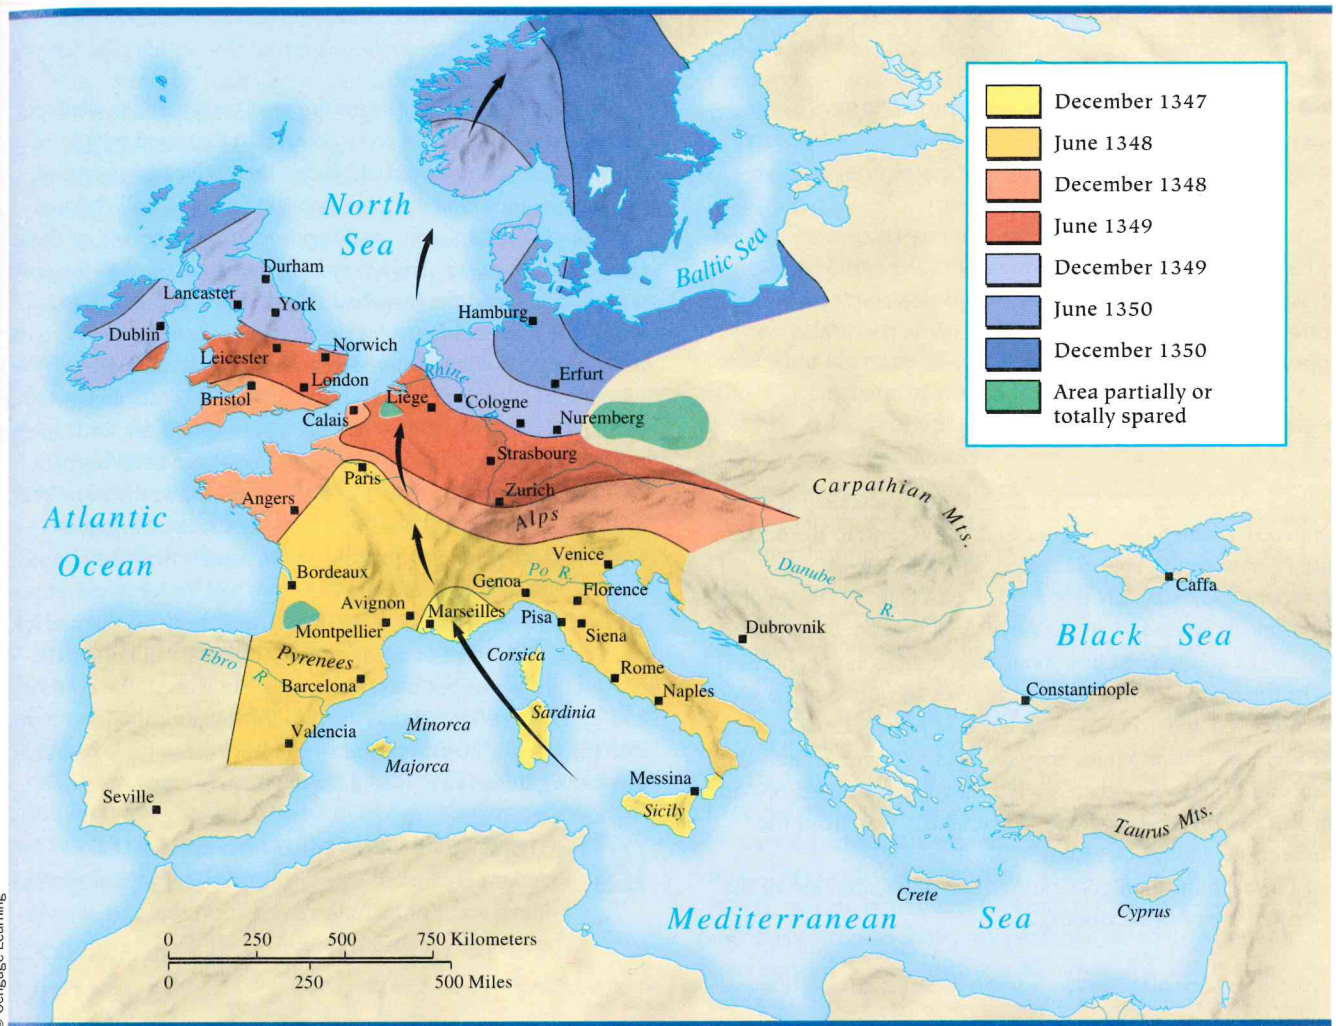 North
Sea
Baltic Sea
Atlantic
Ocean
Black Sea
Mediterranean Sea
Durham
Lancaster
York
Dublin
Leicester
Norwich
London
Bristol
Calais
Liège
Rhine
Cologne
Hamburg
Erfurt
Nuremberg
Strasbourg
Zurich
Paris
Angers
Alps
Carpathian Mts.
Danube R.
Caffa
Bordeaux
Avignon
Montpellier
Marseilles
Genoa
Po R.
Venice
Florence
Pisa
Siena
Dubrovnik
Ebro R.
Pyrenees
Barcelona
Valencia
Corsica
Rome
Naples
Sardinia
Minorca
Majorca
Seville
Messina
Sicily
Constantinople
Taurus Mts.
Crete
Cyprus
December 1347
June 1348
December 1348
June 1349
December 1349
June 1350
December 1350
Area partially or
totally spared
0 250 500 750 Kilometers
0 250 500 Miles
© Cengage Learning